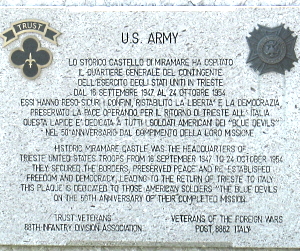 TRUST
U.S. ARMY
LO STORICO CASTELLO DI MIRAMARE HA OSPITATO
IL QUARTIERE GENERALE DEL CONTINGENTE
DELL'ESERCITO DEGLI STATI UNITI IN TRIESTE
DAL 16 SETTEMBRE 1947 AL 24 OTTOBRE 1954
ESSI HANNO RESO SICURI I CONFINI, RISTABILITO LA LIBERTA' E LA DEMOCRAZIA
PRESERVATO LA PACE OPERANDO PER IL RITORNO DI TRIESTE ALL' ITALIA
QUESTA LAPIDE E' DEDICATA A TUTTI I SOLDATI AMERICANI DEI "BLUE DEVILS"
NEL 50° ANNIVERSARIO DAL COMPIMENTO DELLA LORO MISSIONE
HISTORIC MIRAMARE CASTLE WAS THE HEADQUARTERS OF
TRIESTE UNITED STATES TROOPS FROM 16 SEPTEMBER 1947 TO 24 OCTOBER 1954
THEY SECURED THE BORDERS, PRESERVED PEACE AND RE-ESTABLISHED
FREEDOM AND DEMOCRACY, LEADING TO THE RETURN OF TRIESTE TO ITALY
THIS PLAQUE IS DEDICATED TO THOSE AMERICAN SOLDIERS "THE BLUE DEVILS
ON THE 50TH ANNIVERSARY OF THEIR COMPLETED MISSION.
TRUST VETERANS
88TH INFANTRY DIVISION ASSOCIATION.
VETERANS OF THE FOREIGN WARS
POST, 8862 ITALY